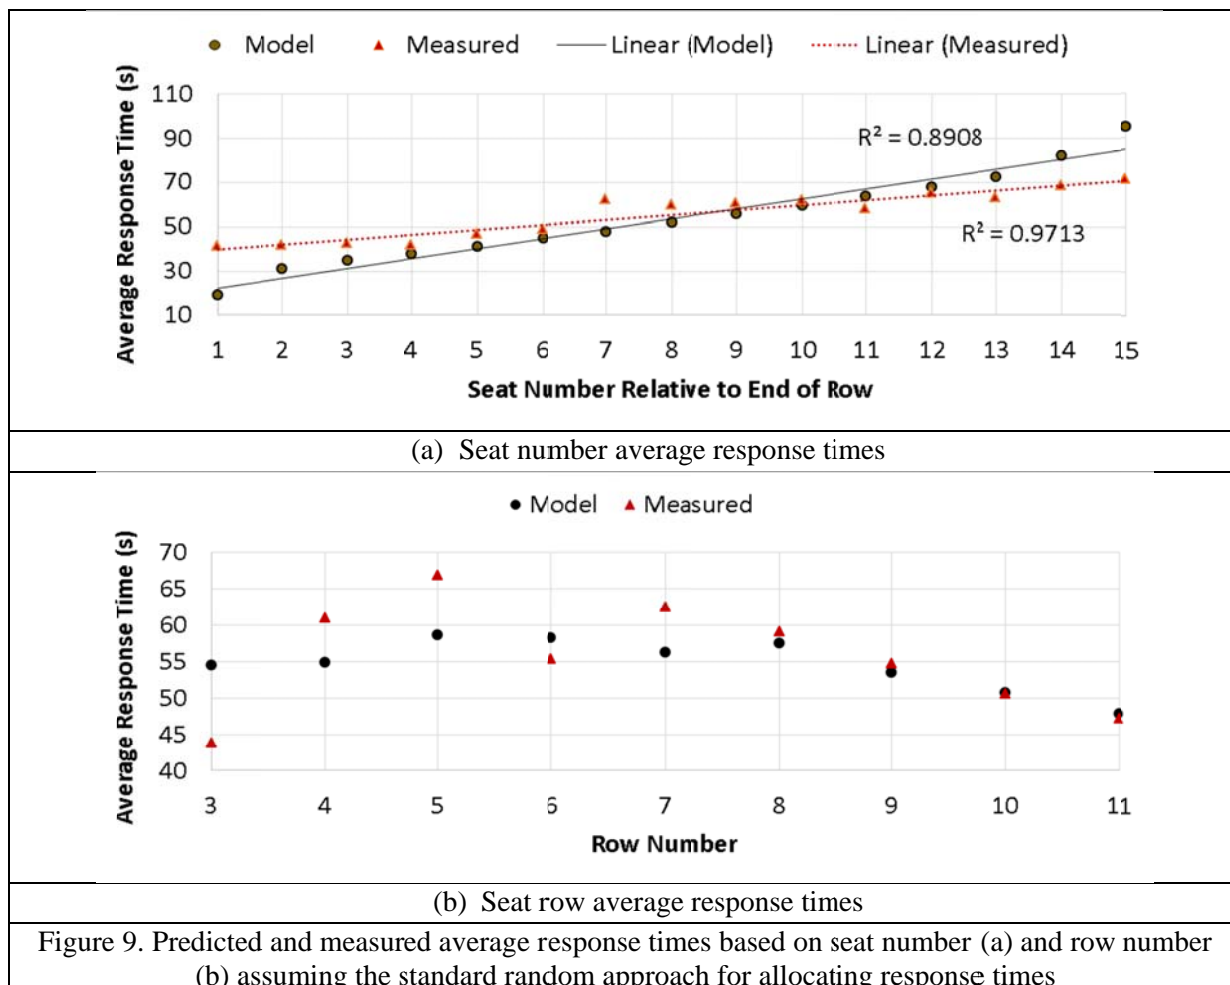 Model Measured Linear (Model) Linear (Measured)
Average Response Time (s)
110
90
70
50
30
10
R² = 0.8908
R² = 0.9713
1 2 3 4 5 6 7 8 9 10 11 12 13 14 15
Seat Number Relative to End of Row
(a) Seat number average response times
Model Measured
Average Response Time (s)
70
65
60
55
50
45
40
3 4 5 6 7 8 9 10 11
Row Number
(b) Seat row average response times
Figure 9. Predicted and measured average response times based on seat number (a) and row number
(b) assuming the standard random approach for allocating response times